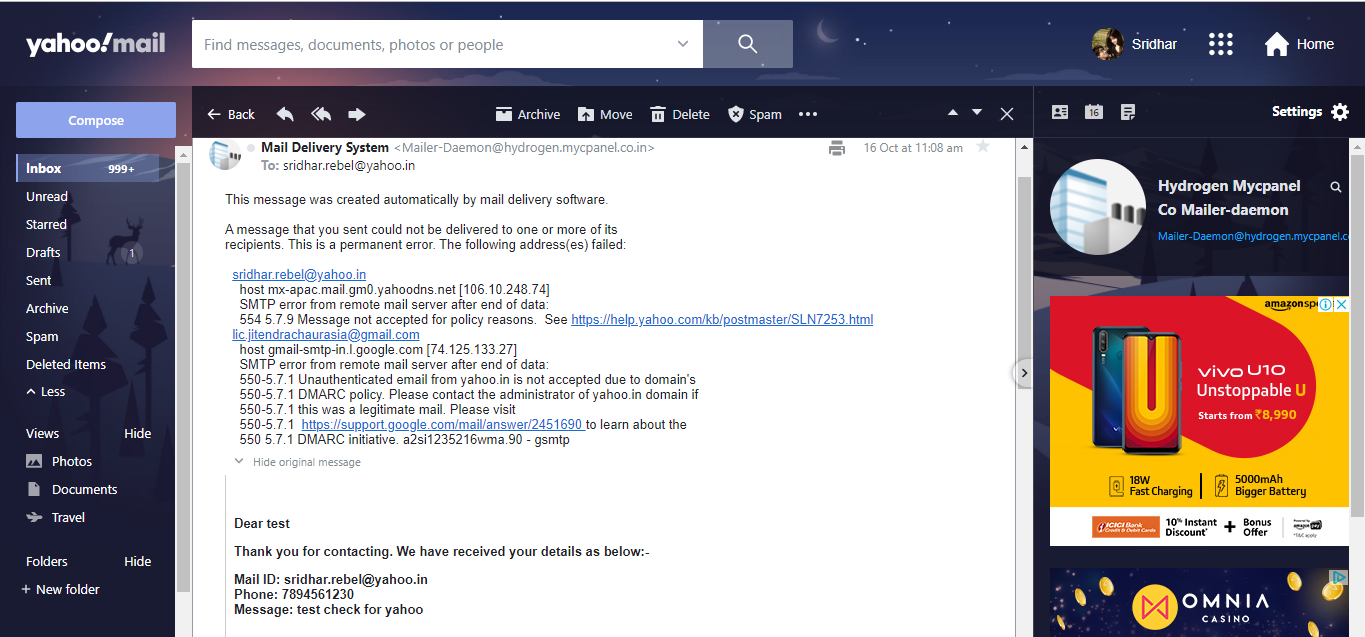 yahoo!mail
Find messages, documents, photos or people
Sridhar
Home
Compose
Inbox 999+
Unread
Starred
Drafts 1
Sent
Archive
Spam
Deleted Items
Less
Views Hide
Photos
Documents
Travel
Folders Hide
+ New folder
Back
Archive
Move
Delete
Spam
Mail Delivery System <Mailer-Daemon@hydrogen.mycpanel.co.in>
16 Oct at 11:08 am
To: sridhar.rebel@yahoo.in
This message was created automatically by mail delivery software.
A message that you sent could not be delivered to one or more of its
recipients. This is a permanent error. The following address(es) failed:
sridhar.rebel@yahoo.in
host mx-apac.mail.gm0.yahoodns.net [106.10.248.74]
SMTP error from remote mail server after end of data:
554 5.7.9 Message not accepted for policy reasons.  See https://help.yahoo.com/kb/postmaster/SLN7253.html
lic.jitendrachaurasia@gmail.com
host gmail-smtp-in.l.google.com [74.125.133.27]
SMTP error from remote mail server after end of data:
550-5.7.1 Unauthenticated email from yahoo.in is not accepted due to domain's
550-5.7.1 DMARC policy. Please contact the administrator of yahoo.in domain if
550-5.7.1 this was a legitimate mail. Please visit
550-5.7.1  https://support.google.com/mail/answer/2451690 to learn about the
550 5.7.1 DMARC initiative. a2si1235216wma.90 - gsmtp
Hide original message
Dear test
Thank you for contacting. We have received your details as below:-
Mail ID: sridhar.rebel@yahoo.in
Phone: 7894561230
Message: test check for yahoo
16
Settings
Hydrogen Mycpanel
Co Mailer-daemon
Mailer-Daemon@hydrogen.mycpanel.c
amazonspe
vivo U10
Unstoppable U
Starts from ₹8,990
18W
Fast Charging
5000mAh
Bigger Battery
ICICI Bank
Credit & Debit Cards
10% Instant
Discount*
+
Bonus
Offer
Powered by
amazon pay
*T&C apply
OMNIA
CASINO